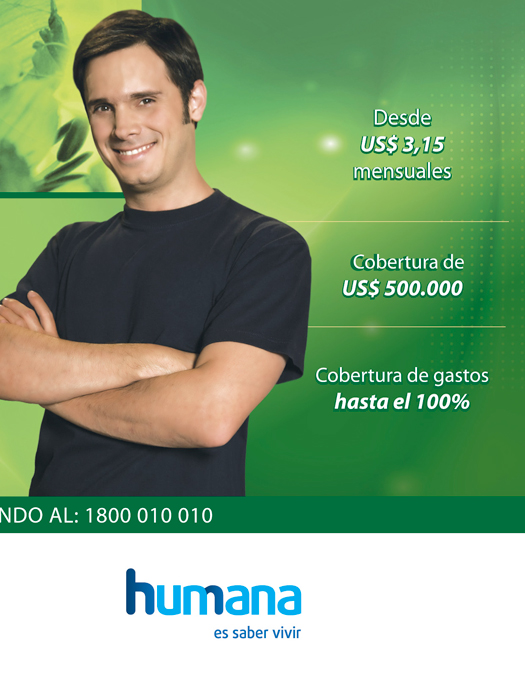 Desde
US$ 3,15
mensuales
Cobertura de
US$ 500.000
Cobertura de gastos
hasta el 100%
NDO AL: 1800 010 010
humana
es saber vivir